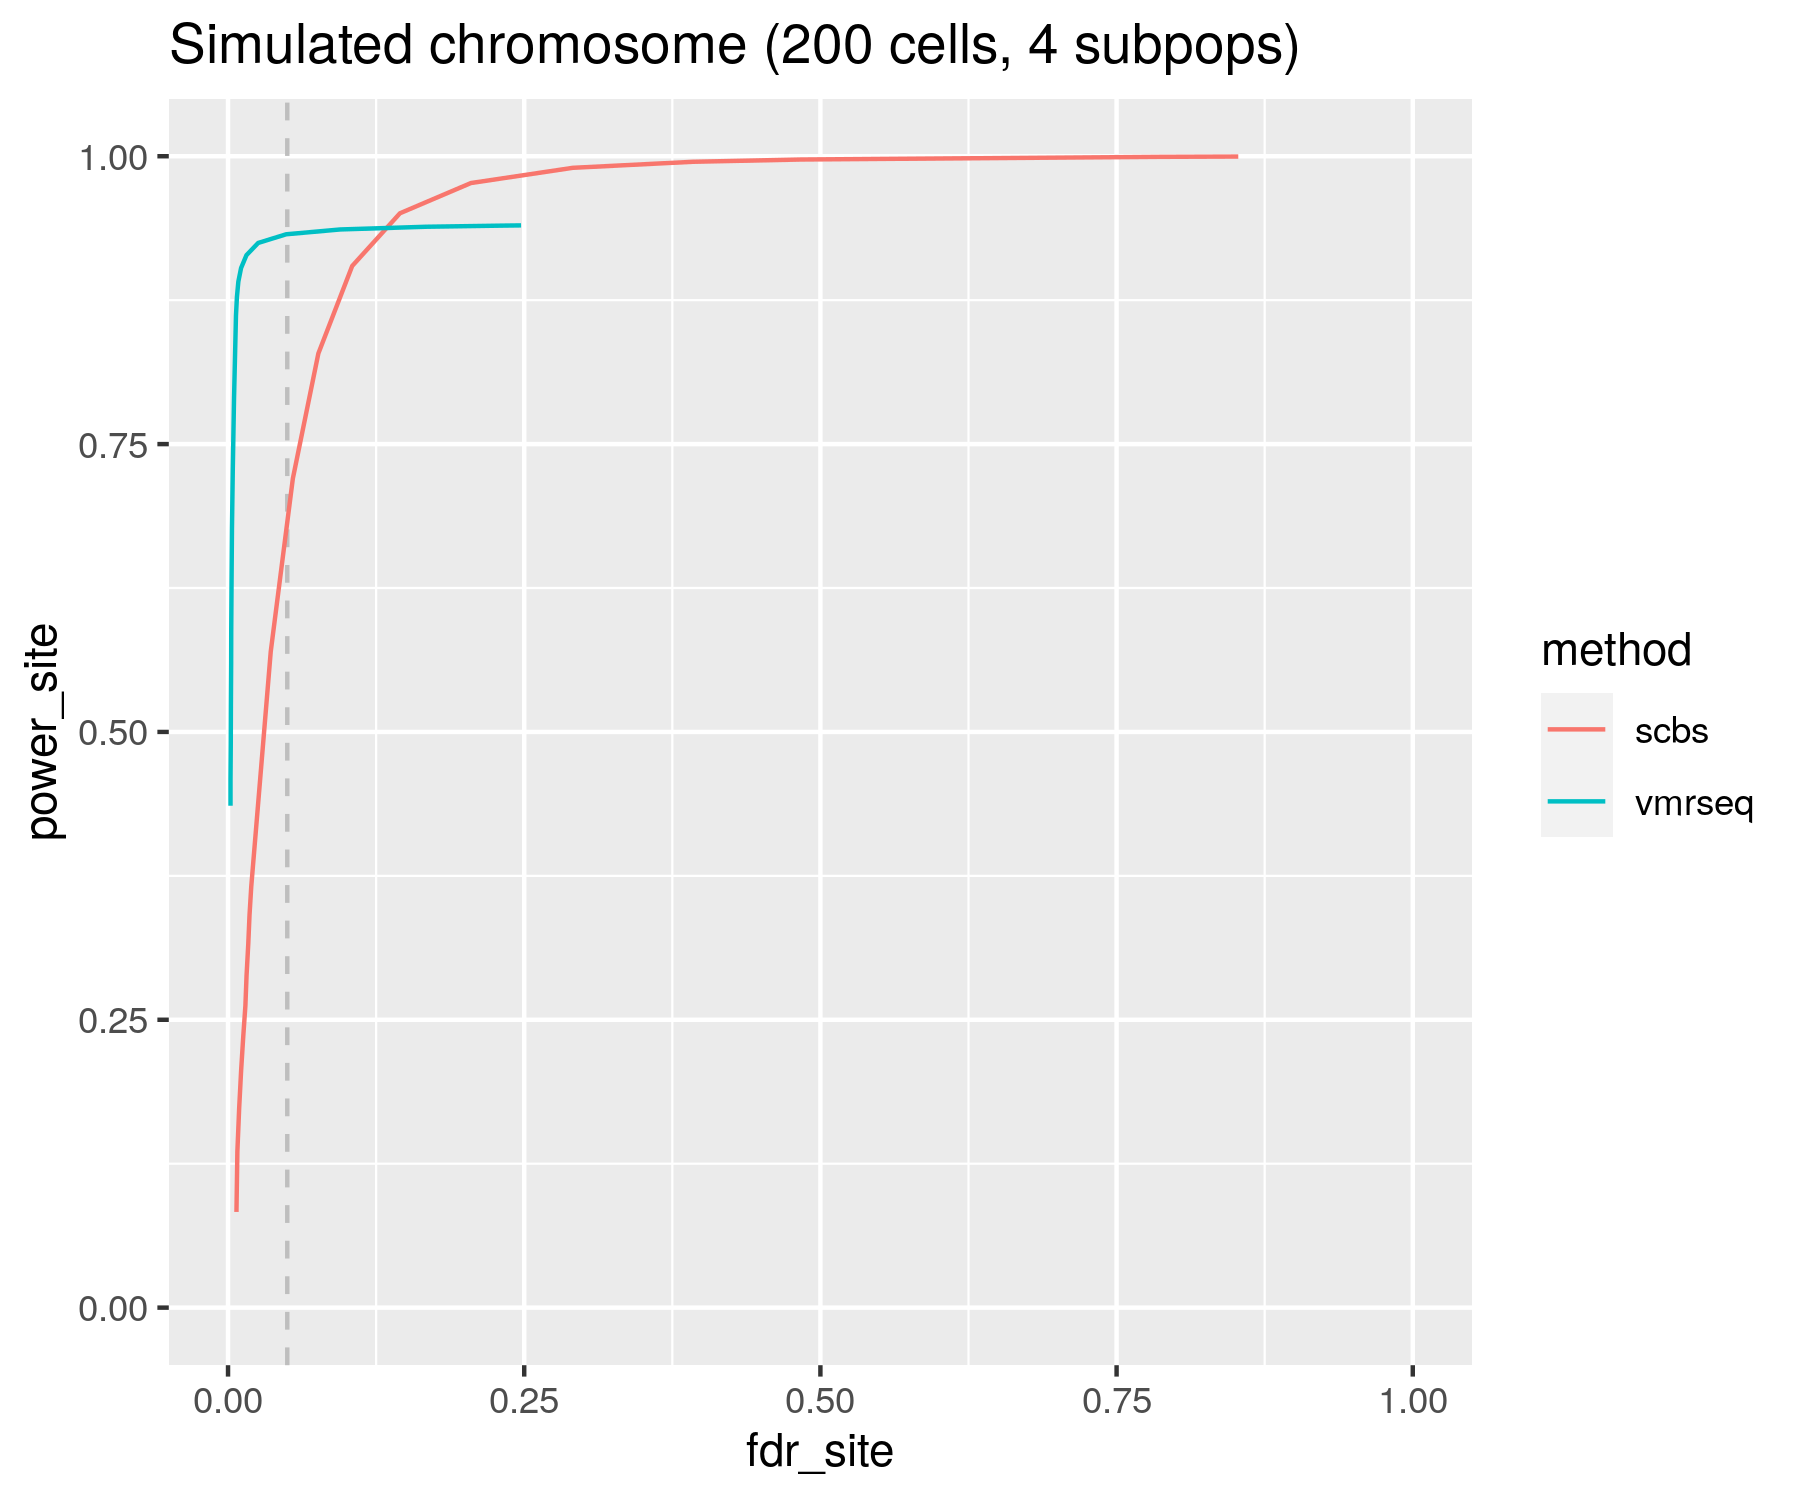 Simulated chromosome (200 cells, 4 subpops)
1.00
0.75
0.50
0.25
0.00
power_site
0.00 0.25 0.50 0.75 1.00
fdr_site
method
scbs
vmrseq